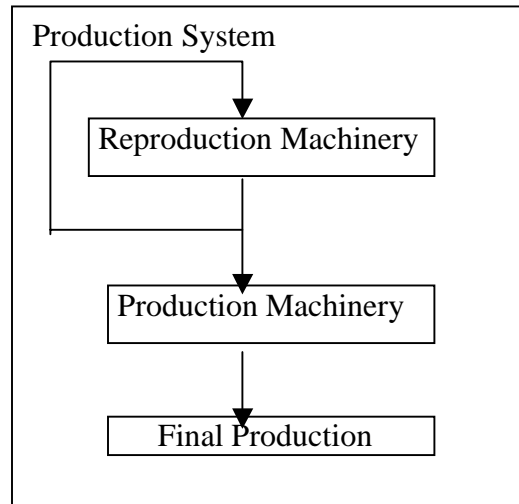 Production System
Reproduction Machinery
Production Machinery
Final Production